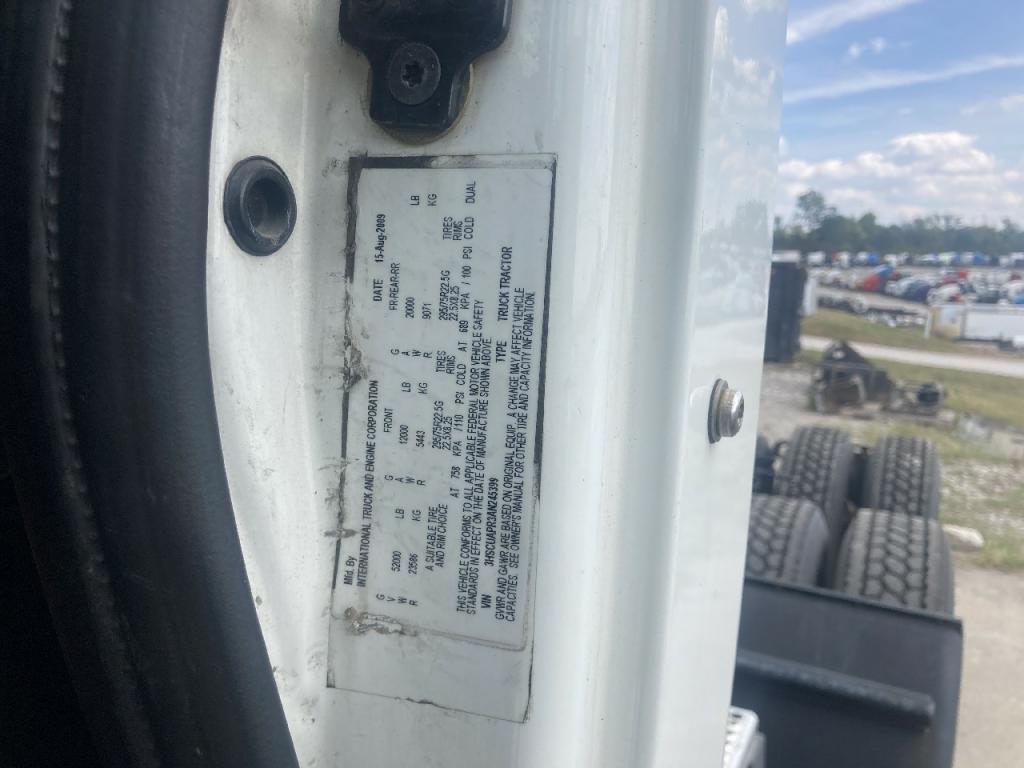 Mfd. By
INTERNATIONAL TRUCK AND ENGINE CORPORATION DATE 15-Aug-2009
G V W R 52000 LB 23586 KG
G A W R FRONT 12000 LB 5443 KG
G A W R FR-REAR-RR 20000 LB 9071 KG
A SUITABLE TIRE AND RIM CHOICE
295/75R22.5G TIRES
22.5X8.25 RIMS
AT 758 KPA / 110 PSI COLD
295/75R22.5G TIRES
22.5X8.25 RIMS
AT 689 KPA / 100 PSI COLD DUAL
THIS VEHICLE CONFORMS TO ALL APPLICABLE FEDERAL MOTOR VEHICLE SAFETY
STANDARDS IN EFFECT ON THE DATE OF MANUFACTURE SHOWN ABOVE.
VIN 3HSCUAPR3AN245399 TYPE TRUCK TRACTOR
GVWR AND GAWR ARE BASED ON ORIGINAL EQUIP. A CHANGE MAY AFFECT VEHICLE
CAPACITIES. SEE OWNER'S MANUAL FOR OTHER TIRE AND CAPACITY INFORMATION.